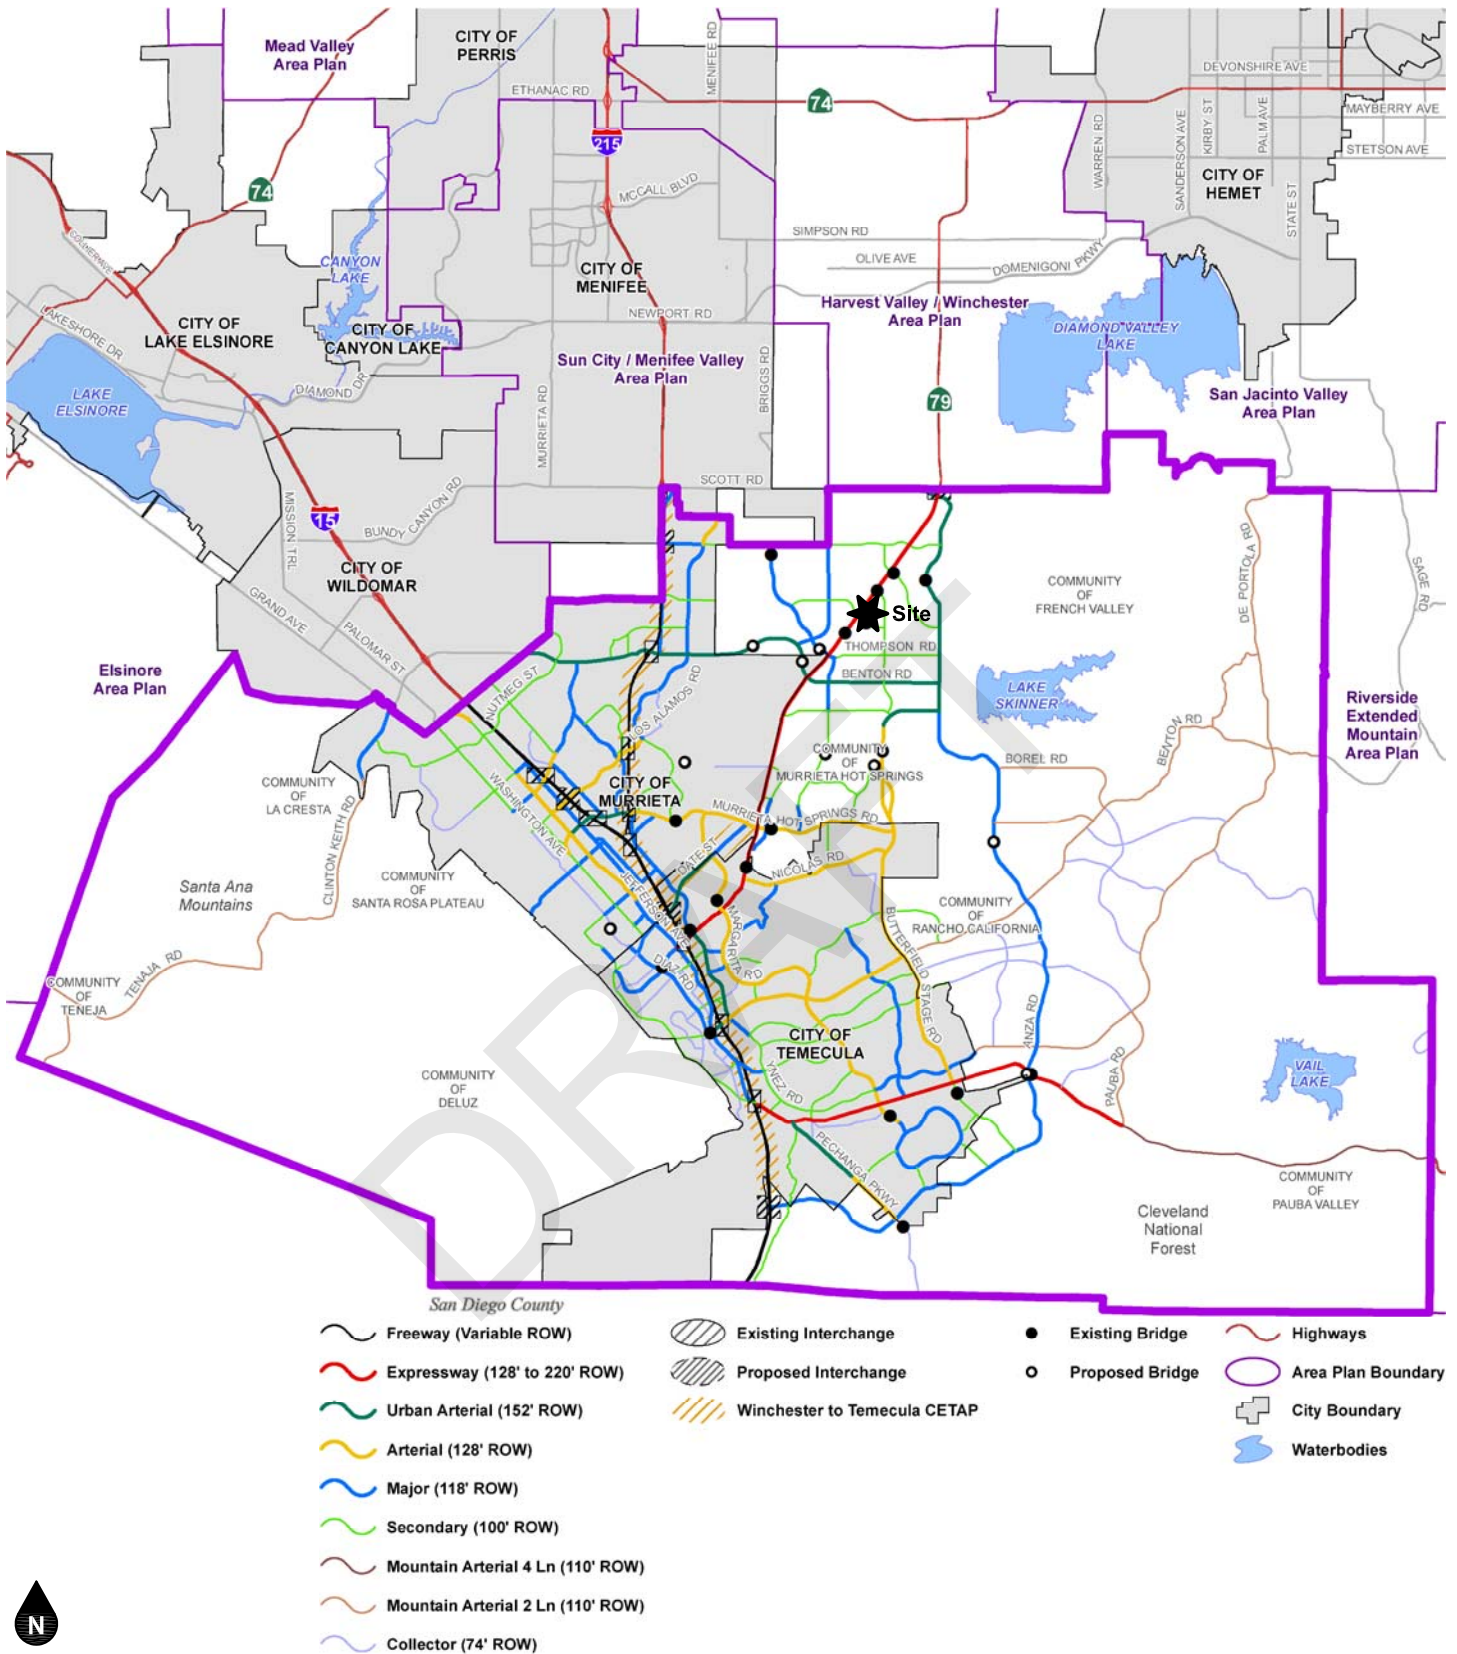 Mead Valley
Area Plan
CITY OF
PERRIS
ETHANAC RD
MENIFEE RD
74
DEVONSHIRE AVE
MAYBERRY AVE
STETSON AVE
WARREN RD
SANDERSON AVE
KIRBY ST
PALM AVE
STATE ST
CITY OF
HEMET
215
74
MCCALL BLVD
COLLIER AVE
CANYON
LAKE
CITY OF
MENIFEE
SIMPSON RD
OLIVE AVE
DOMENIGONI PKWY
Harvest Valley / Winchester
Area Plan
DIAMOND VALLEY
LAKE
LAKESHORE DR
CITY OF
LAKE ELSINORE
CITY OF
CANYON LAKE
NEWPORT RD
Sun City / Menifee Valley
Area Plan
BRIGGS RD
LAKE
ELSINORE
DIAMOND DR
MURRIETA RD
79
San Jacinto Valley
Area Plan
SCOTT RD
MISSION TRL
15
BUNDY CANYON RD
CITY OF
WILDOMAR
GRAND AVE
PALOMAR ST
COMMUNITY
OF
FRENCH VALLEY
DE PORTOLA RD
SAGE RD
Site
THOMPSON RD
BENTON RD
Elsinore
Area Plan
NUTMEG ST
LOS ALAMOS RD
LAKE
SKINNER
Riverside
Extended
Mountain
Area Plan
BENTON RD
BOREL RD
COMMUNITY
OF
MURRIETA HOT SPRINGS
COMMUNITY
OF
LA CRESTA
CLINTON KEITH RD
WASHINGTON AVE
CITY OF
MURRIETA
MURRIETA HOT SPRINGS RD
DATE ST
NICOLAS RD
Santa Ana
Mountains
COMMUNITY
OF
SANTA ROSA PLATEAU
JEFFERSON AVE
MARGARITA RD
BUTTERFIELD STAGE RD
COMMUNITY
OF
RANCHO CALIFORNIA
DIAZ RD
TENAJA RD
COMMUNITY
OF
TENEJA
ANZA RD
CITY OF
TEMECULA
YNEZ RD
PAUBA RD
VAIL
LAKE
COMMUNITY
OF
DELUZ
PECHANGA PKWY
COMMUNITY
OF
PAUBA VALLEY
Cleveland
National
Forest
DRAFT
San Diego County
Freeway (Variable ROW)
Expressway (128' to 220' ROW)
Urban Arterial (152' ROW)
Arterial (128' ROW)
Major (118' ROW)
Secondary (100' ROW)
Mountain Arterial 4 Ln (110' ROW)
Mountain Arterial 2 Ln (110' ROW)
Collector (74' ROW)
Existing Interchange
Proposed Interchange
Winchester to Temecula CETAP
Existing Bridge
Proposed Bridge
Highways
Area Plan Boundary
City Boundary
Waterbodies
N